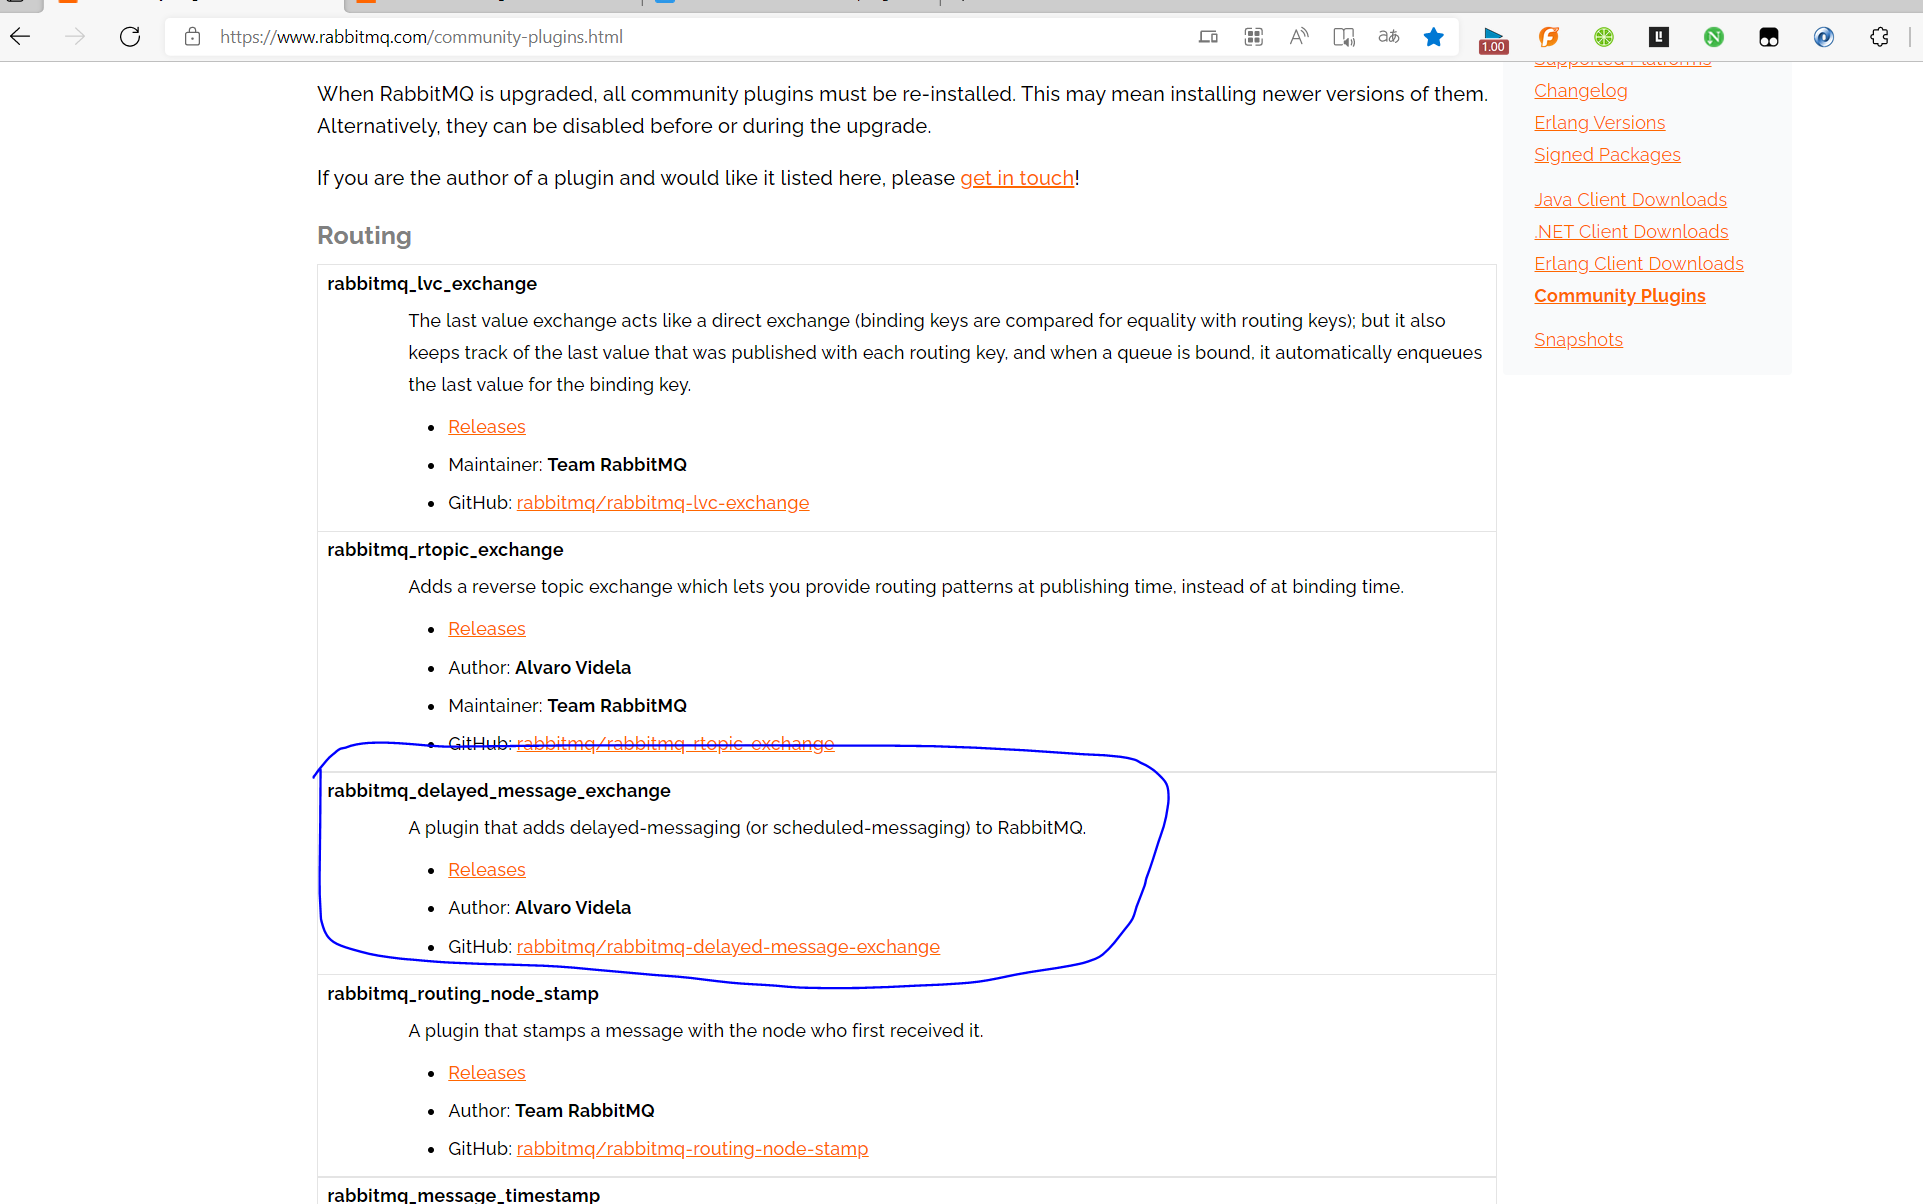 https://www.rabbitmq.com/community-plugins.html
1.00
When RabbitMQ is upgraded, all community plugins must be re-installed. This may mean installing newer versions of them.
Alternatively, they can be disabled before or during the upgrade.
If you are the author of a plugin and would like it listed here, please get in touch!
Routing
rabbitmq_lvc_exchange
The last value exchange acts like a direct exchange (binding keys are compared for equality with routing keys); but it also
keeps track of the last value that was published with each routing key, and when a queue is bound, it automatically enqueues
the last value for the binding key.
Releases
Maintainer: Team RabbitMQ
GitHub: rabbitmq/rabbitmq-lvc-exchange
rabbitmq_rtopic_exchange
Adds a reverse topic exchange which lets you provide routing patterns at publishing time, instead of at binding time.
Releases
Author: Alvaro Videla
Maintainer: Team RabbitMQ
GitHub: rabbitmq/rabbitmq-rtopic-exchange
rabbitmq_delayed_message_exchange
A plugin that adds delayed-messaging (or scheduled-messaging) to RabbitMQ.
Releases
Author: Alvaro Videla
GitHub: rabbitmq/rabbitmq-delayed-message-exchange
rabbitmq_routing_node_stamp
A plugin that stamps a message with the node who first received it.
Releases
Author: Team RabbitMQ
GitHub: rabbitmq/rabbitmq-routing-node-stamp
rabbitmq_message_timestamp
Supported Platforms
Changelog
Erlang Versions
Signed Packages
Java Client Downloads
.NET Client Downloads
Erlang Client Downloads
Community Plugins
Snapshots